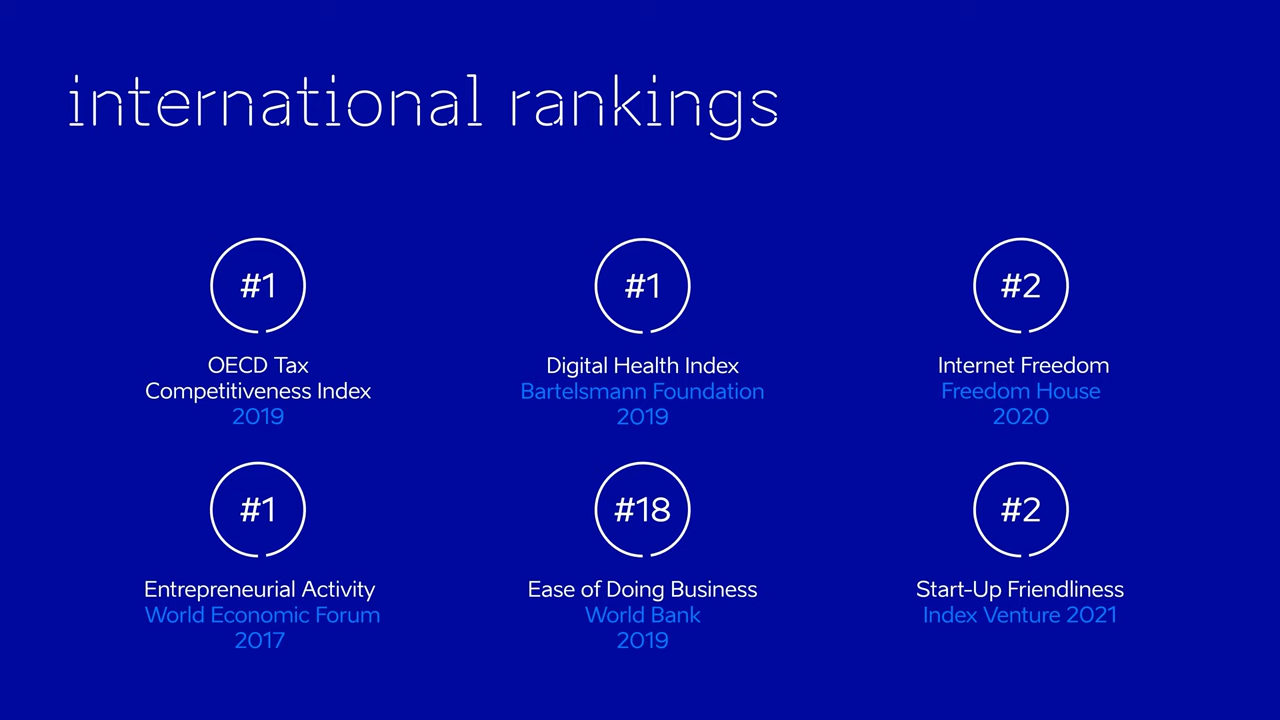 international rankings
#1
OECD Tax
Competitiveness Index
2019
#1
Digital Health Index
Bartelsmann Foundation
2019
#2
Internet Freedom
Freedom House
2020
#1
Entrepreneurial Activity
World Economic Forum
2017
#18
Ease of Doing Business
World Bank
2019
#2
Start-Up Friendliness
Index Venture 2021